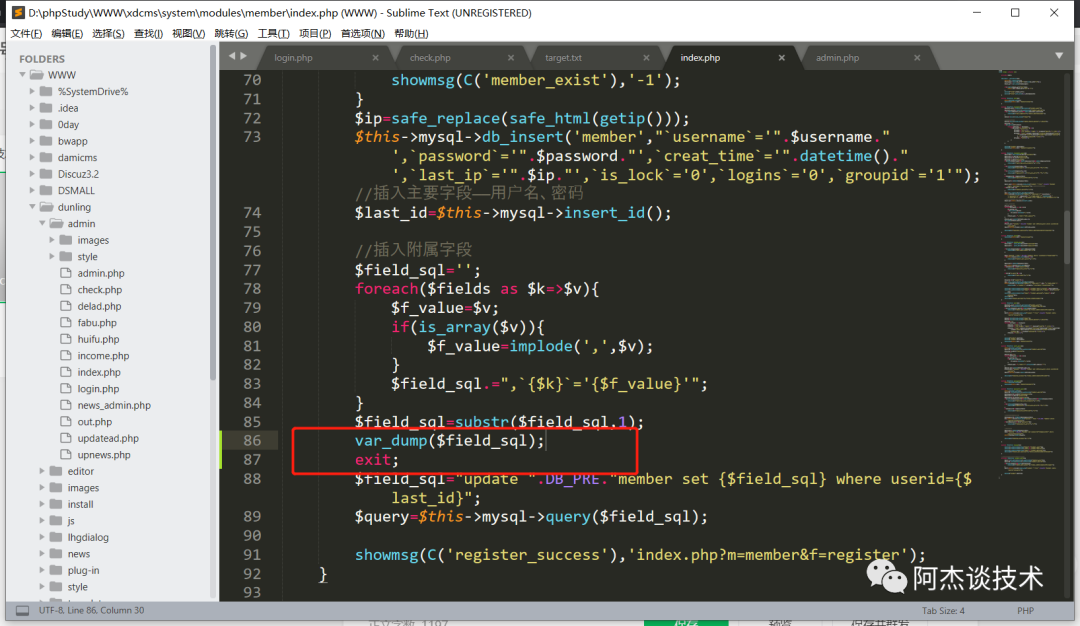 D:\phpStudy\WWW\xdcms\system\modules\member\index.php (WWW) - Sublime Text (UNREGISTERED)
文件(F) 编辑(E) 选择(S) 查找(I) 视图(V) 跳转(G) 工具(T) 项目(P) 首选项(N) 帮助(H)
FOLDERS
WWW
%SystemDrive%
.idea
0day
bwapp
damicms
Discuz3.2
DSMALL
dunling
admin
images
style
admin.php
check.php
delad.php
fabu.php
huifu.php
income.php
index.php
login.php
news_admin.php
out.php
updatead.php
upnews.php
editor
images
install
js
lhgdialog
news
plug-in
style
login.php check.php target.txt index.php admin.php
70 showmsg(C('member_exist'),'-1');
71 }
72 $ip=safe_replace(safe_html(getip()));
73 $this->mysql->db_insert('member',"`username`='".$username."
',`password`='".$password."',`creat_time`='".datetime()."
',`last_ip`='".$ip."',`is_lock`='0',`logins`='0',`groupid`='1'");
//插入主要字段——用户名、密码
74 $last_id=$this->mysql->insert_id();
75
76 //插入附属字段
77 $field_sql='';
78 foreach($fields as $k=>$v){
79 $f_value=$v;
80 if(is_array($v)){
81 $f_value=implode(',',$v);
82 }
83 $field_sql.=",`{$k}`='{$f_value}'";
84 }
85 $field_sql=substr($field_sql,1);
86 var_dump($field_sql);
87 exit;
88 $field_sql="update ".DB_PRE."member set {$field_sql} where userid={$
last_id}";
89 $query=$this->mysql->query($field_sql);
90
91 showmsg(C('register_success'),'index.php?m=member&f=register');
92 }
93
阿杰谈技术
UTF-8, Line 86, Column 30
Tab Size: 4
PHP